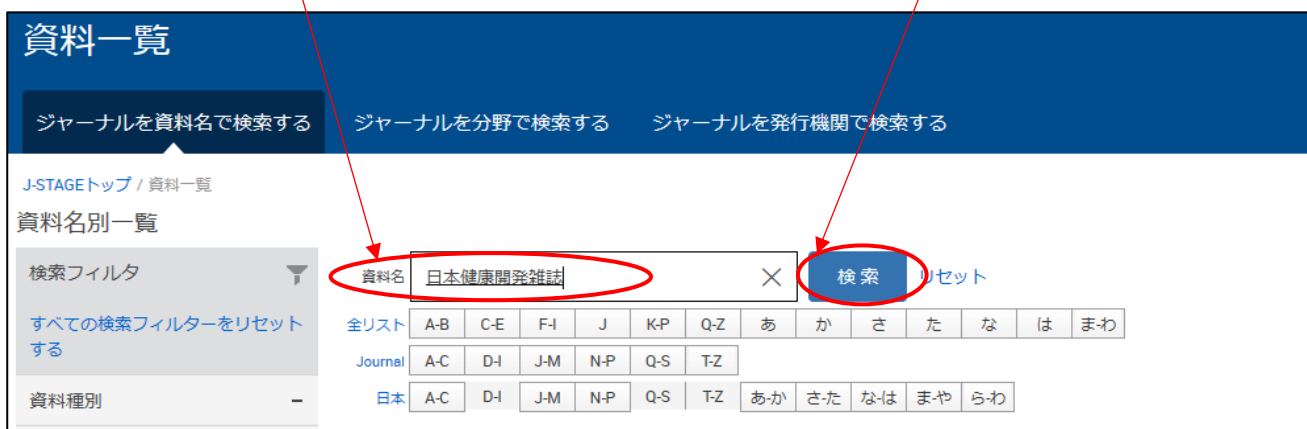 資料一覧
ジャーナルを資料名で検索する ジャーナルを分野で検索する ジャーナルを発行機関で検索する
J-STAGEトップ / 資料一覧
資料名別一覧
検索フィルタ
すべての検索フィルターをリセット
する
資料種別 −
資料名 日本健康開発雑誌 × 検索 リセット
全リスト A-B C-E F-I J K-P Q-Z あ か さ た な は ま-わ
Journal A-C D-I J-M N-P Q-S T-Z
日本 A-C D-I J-M N-P Q-S T-Z あ-か さ-た な-は ま-や ら-わ